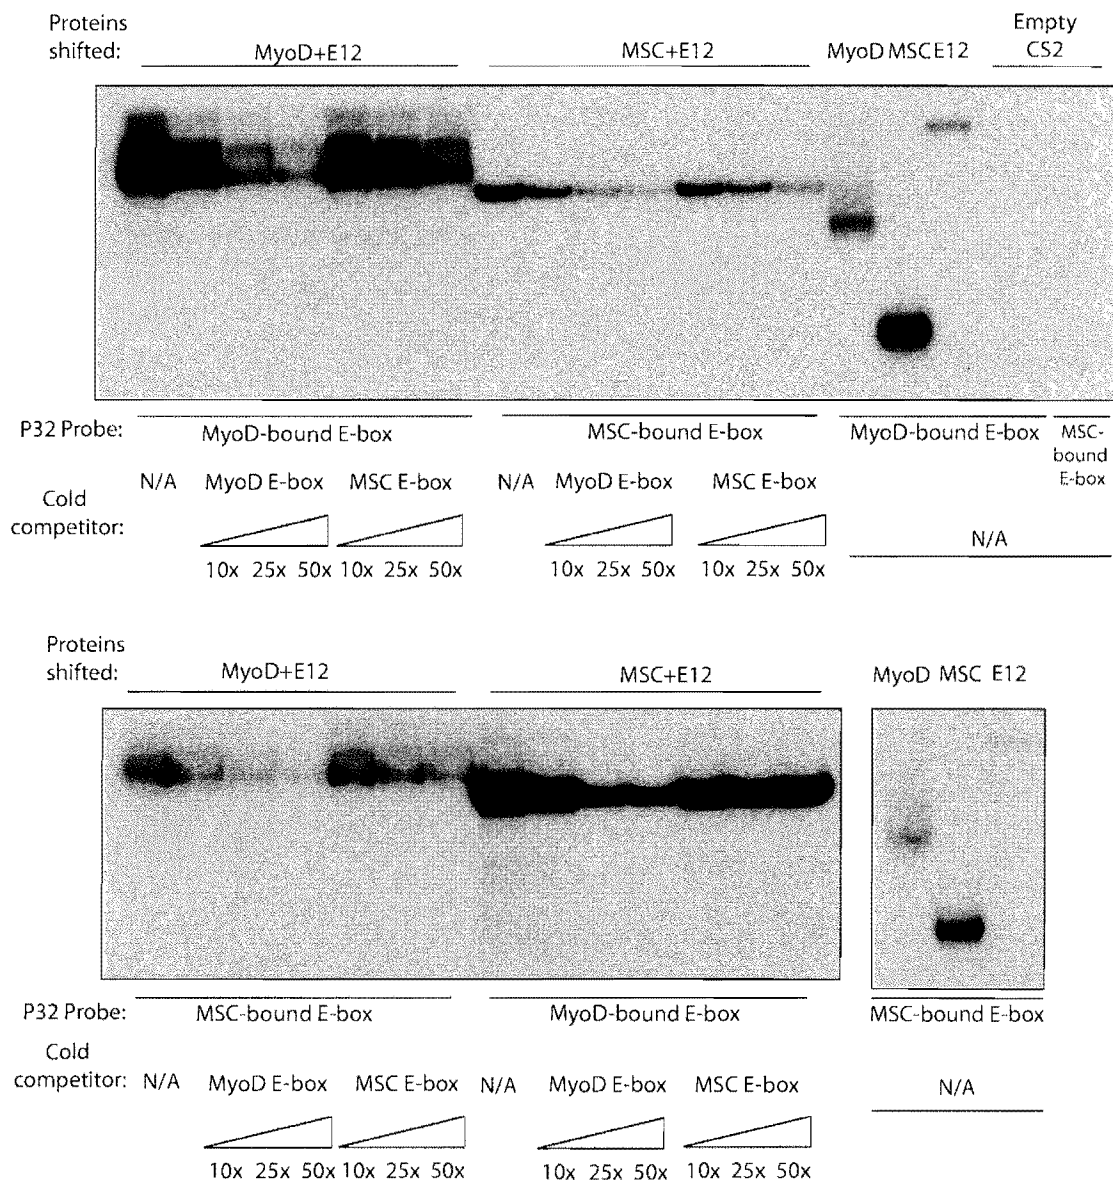 Proteins
shifted:
MyoD+E12
MSC+E12
MyoD MSC E12
Empty
CS2
P32 Probe:
MyoD-bound E-box
MSC-bound E-box
MyoD-bound E-box
MSC-
bound
E-box
Cold
competitor:
N/A MyoD E-box MSC E-box
N/A MyoD E-box MSC E-box
N/A
10x 25x 50x 10x 25x 50x
10x 25x 50x 10x 25x 50x
Proteins
shifted:
MyoD+E12
MSC+E12
MyoD MSC E12
P32 Probe:
MSC-bound E-box
MyoD-bound E-box
MSC-bound E-box
Cold
competitor:
N/A MyoD E-box MSC E-box
N/A MyoD E-box MSC E-box
N/A
10x 25x 50x 10x 25x 50x
10x 25x 50x 10x 25x 50x